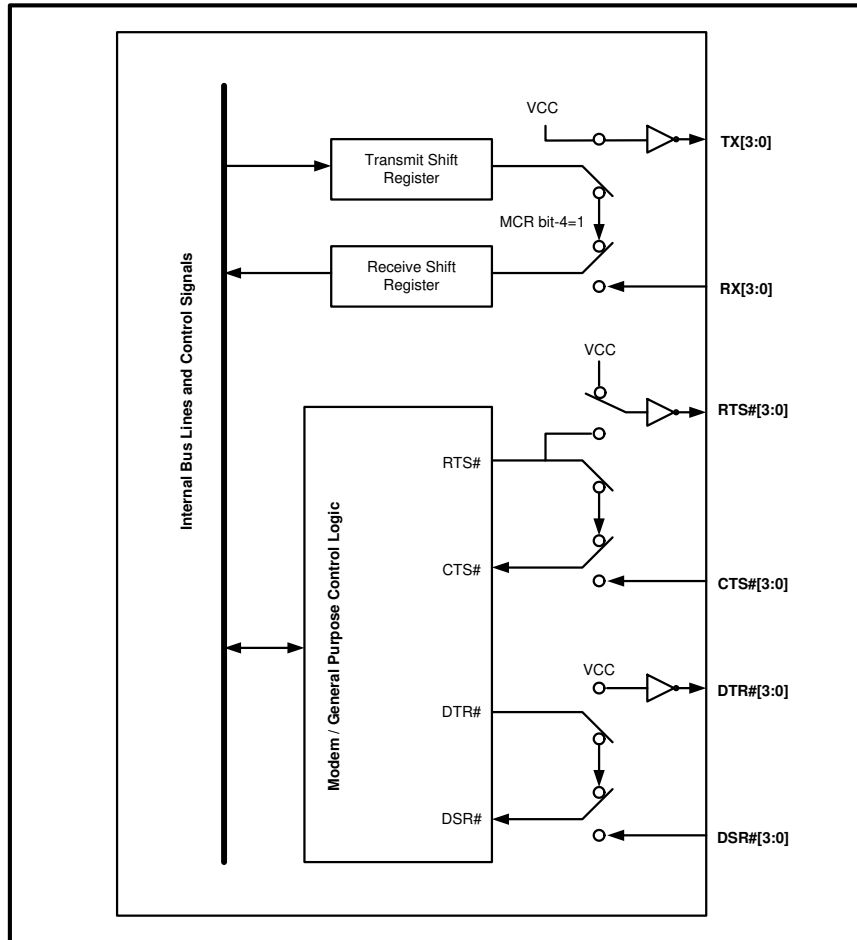 VCC
TX[3:0]
Transmit Shift
Register
MCR bit-4=1
Receive Shift
Register
RX[3:0]
Internal Bus Lines and Control Signals
VCC
RTS#[3:0]
RTS#
Modem / General Purpose Control Logic
CTS#
CTS#[3:0]
VCC
DTR#[3:0]
DTR#
DSR#
DSR#[3:0]